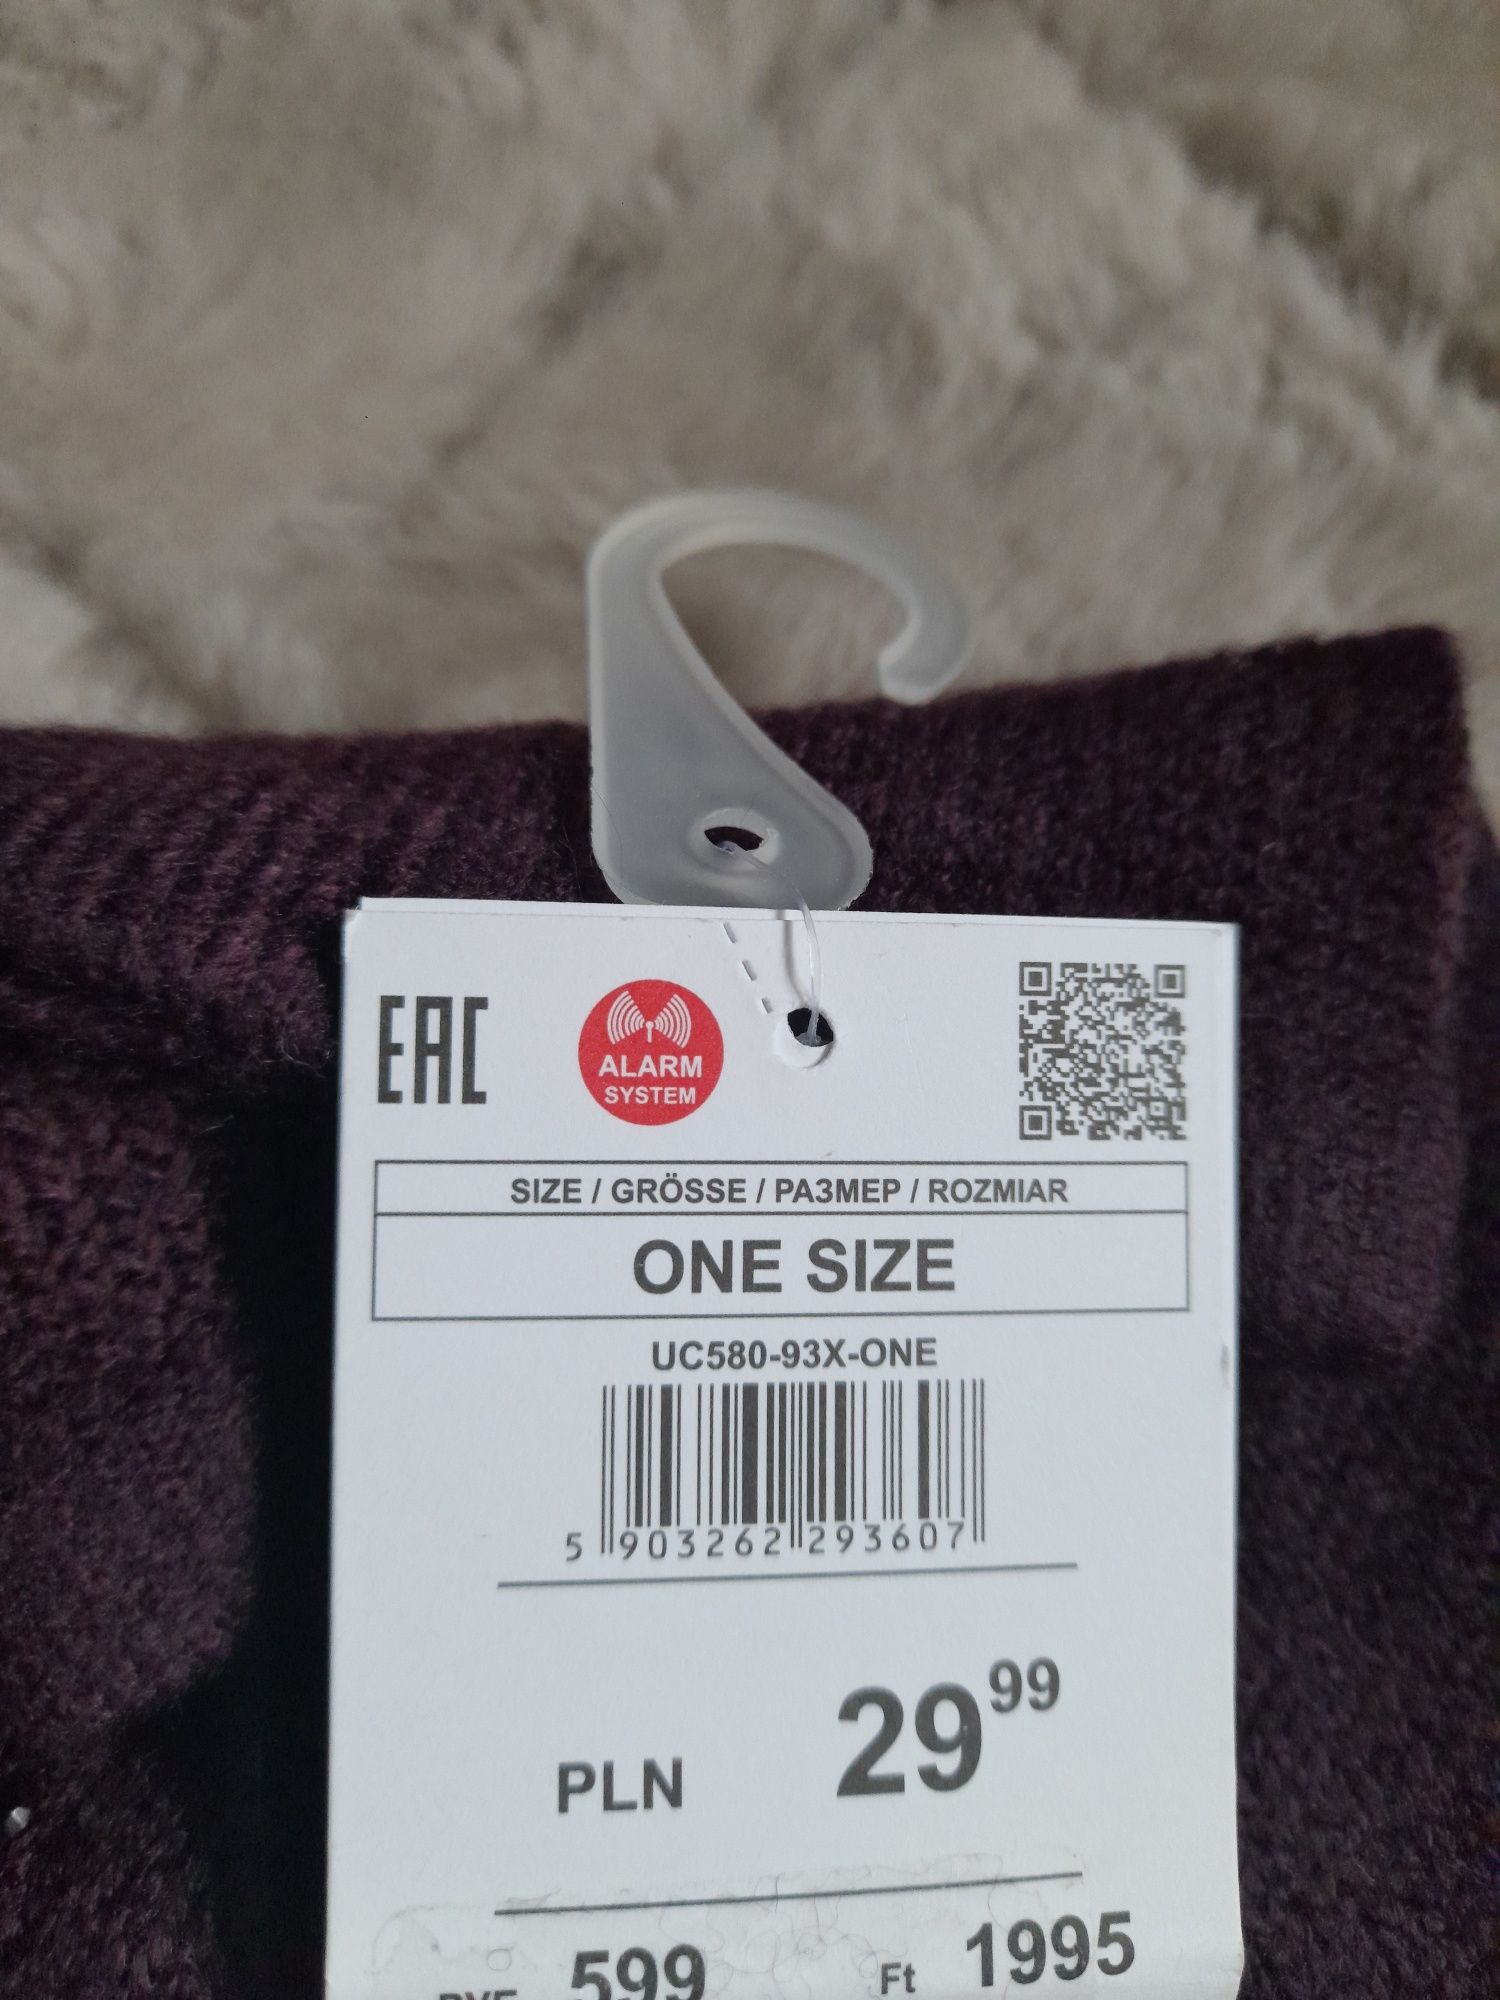 EAC
ALARM
SYSTEM
SIZE / GRÖSSE / РАЗМЕР / ROZMIAR
ONE SIZE
UC580-93X-ONE
5 903262 293607
PLN 29 99
599 Ft 1995